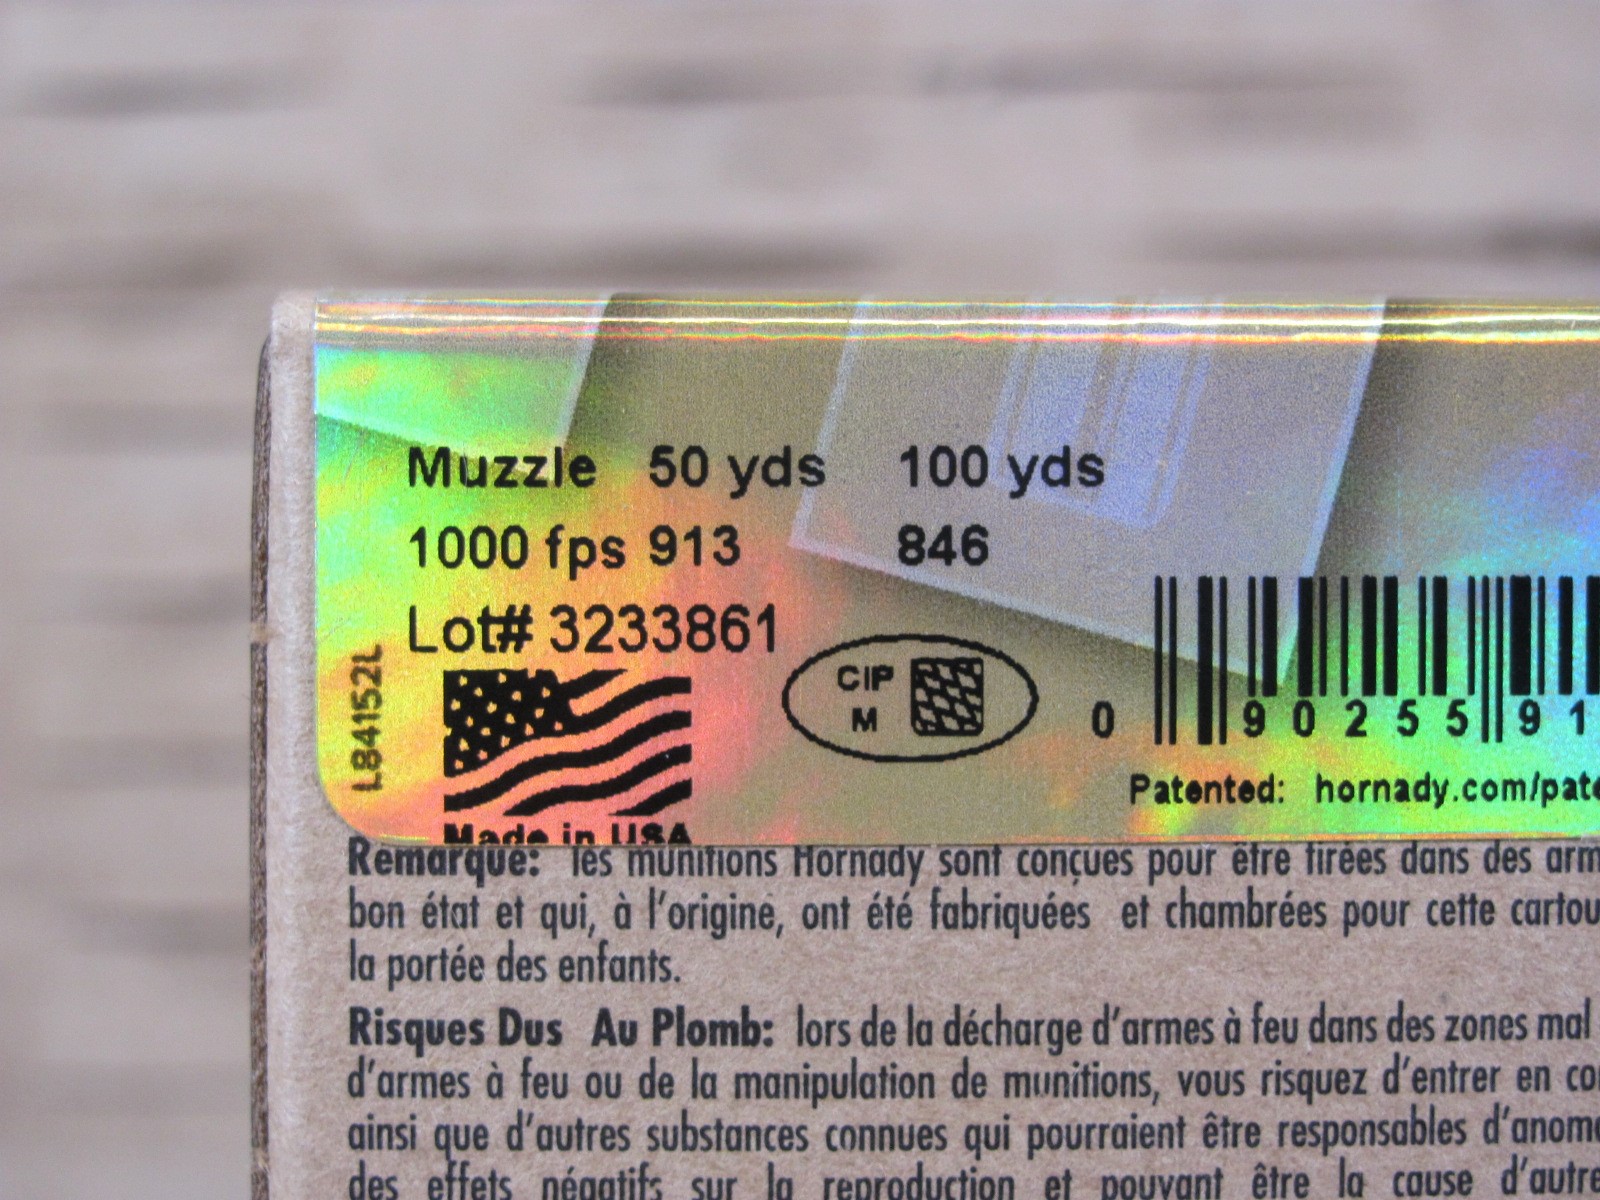 Muzzle 50 yds 100 yds
1000 fps 913 846
Lot# 3233861
L84152L
CIP
M
0 90255 91
Made in USA
Patented: hornady.com/pate
Remarque: les munitions Hornady sont conçues pour être tirées dans des arm
bon état et qui, à l'origine, ont été fabriquées et chambrées pour cette cartou
la portée des enfants.
Risques Dus Au Plomb: lors de la décharge d'armes à feu dans des zones mal
d'armes à feu ou de la manipulation de munitions, vous risquez d'entrer en co
ainsi que d'autres substances connues qui pourraient être responsables d'anoma
des effets négatifs sur la reproduction et pouvant être la cause d'autre